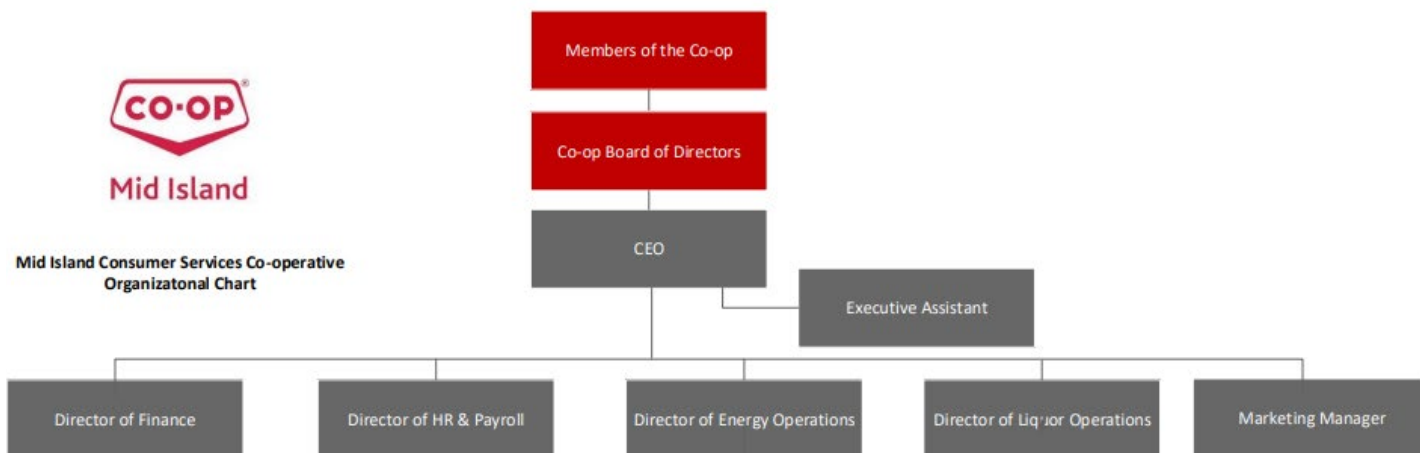 Members of the Co-op
CO-OP®
Mid Island
Co-op Board of Directors
CEO
Mid Island Consumer Services Co-operative
Organizatonal Chart
Executive Assistant
Director of Finance
Director of HR & Payroll
Director of Energy Operations
Director of Liquor Operations
Marketing Manager